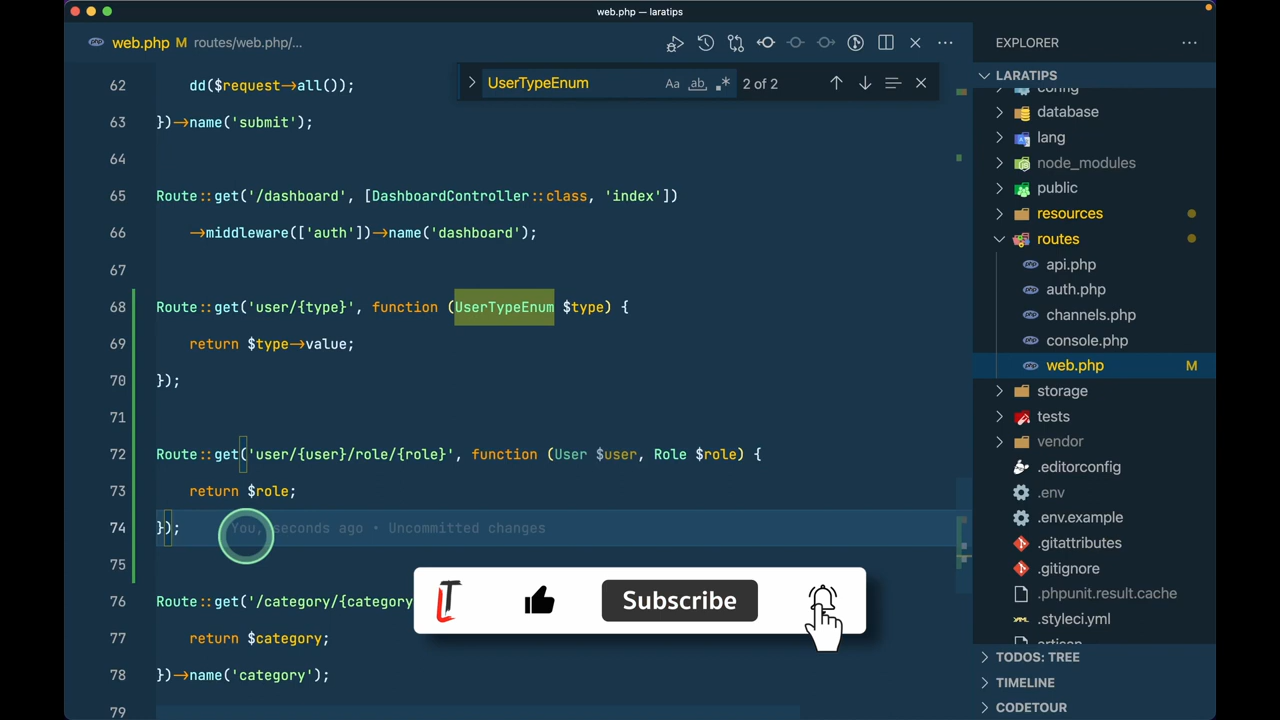 web.php — laratips
web.php M routes/web.php/...
EXPLORER
LARATIPS
UserTypeEnum Aa ab 2 of 2
62 dd($request->all());
63 })->name('submit');
64
65 Route::get('/dashboard', [DashboardController::class, 'index'])
66 ->middleware(['auth'])->name('dashboard');
67
68 Route::get('user/{type}', function (UserTypeEnum $type) {
69 return $type->value;
70 });
71
72 Route::get('user/{user}/role/{role}', function (User $user, Role $role) {
73 return $role;
74 }); You, seconds ago • Uncommitted changes
75
76 Route::get('/category/{category
77 return $category;
78 })->name('category');
79
LT Subscribe
config
database
lang
node_modules
public
resources
routes
api.php
auth.php
channels.php
console.php
web.php M
storage
tests
vendor
.editorconfig
.env
.env.example
.gitattributes
.gitignore
.phpunit.result.cache
.styleci.yml
artisan
TODOS: TREE
TIMELINE
CODETOUR